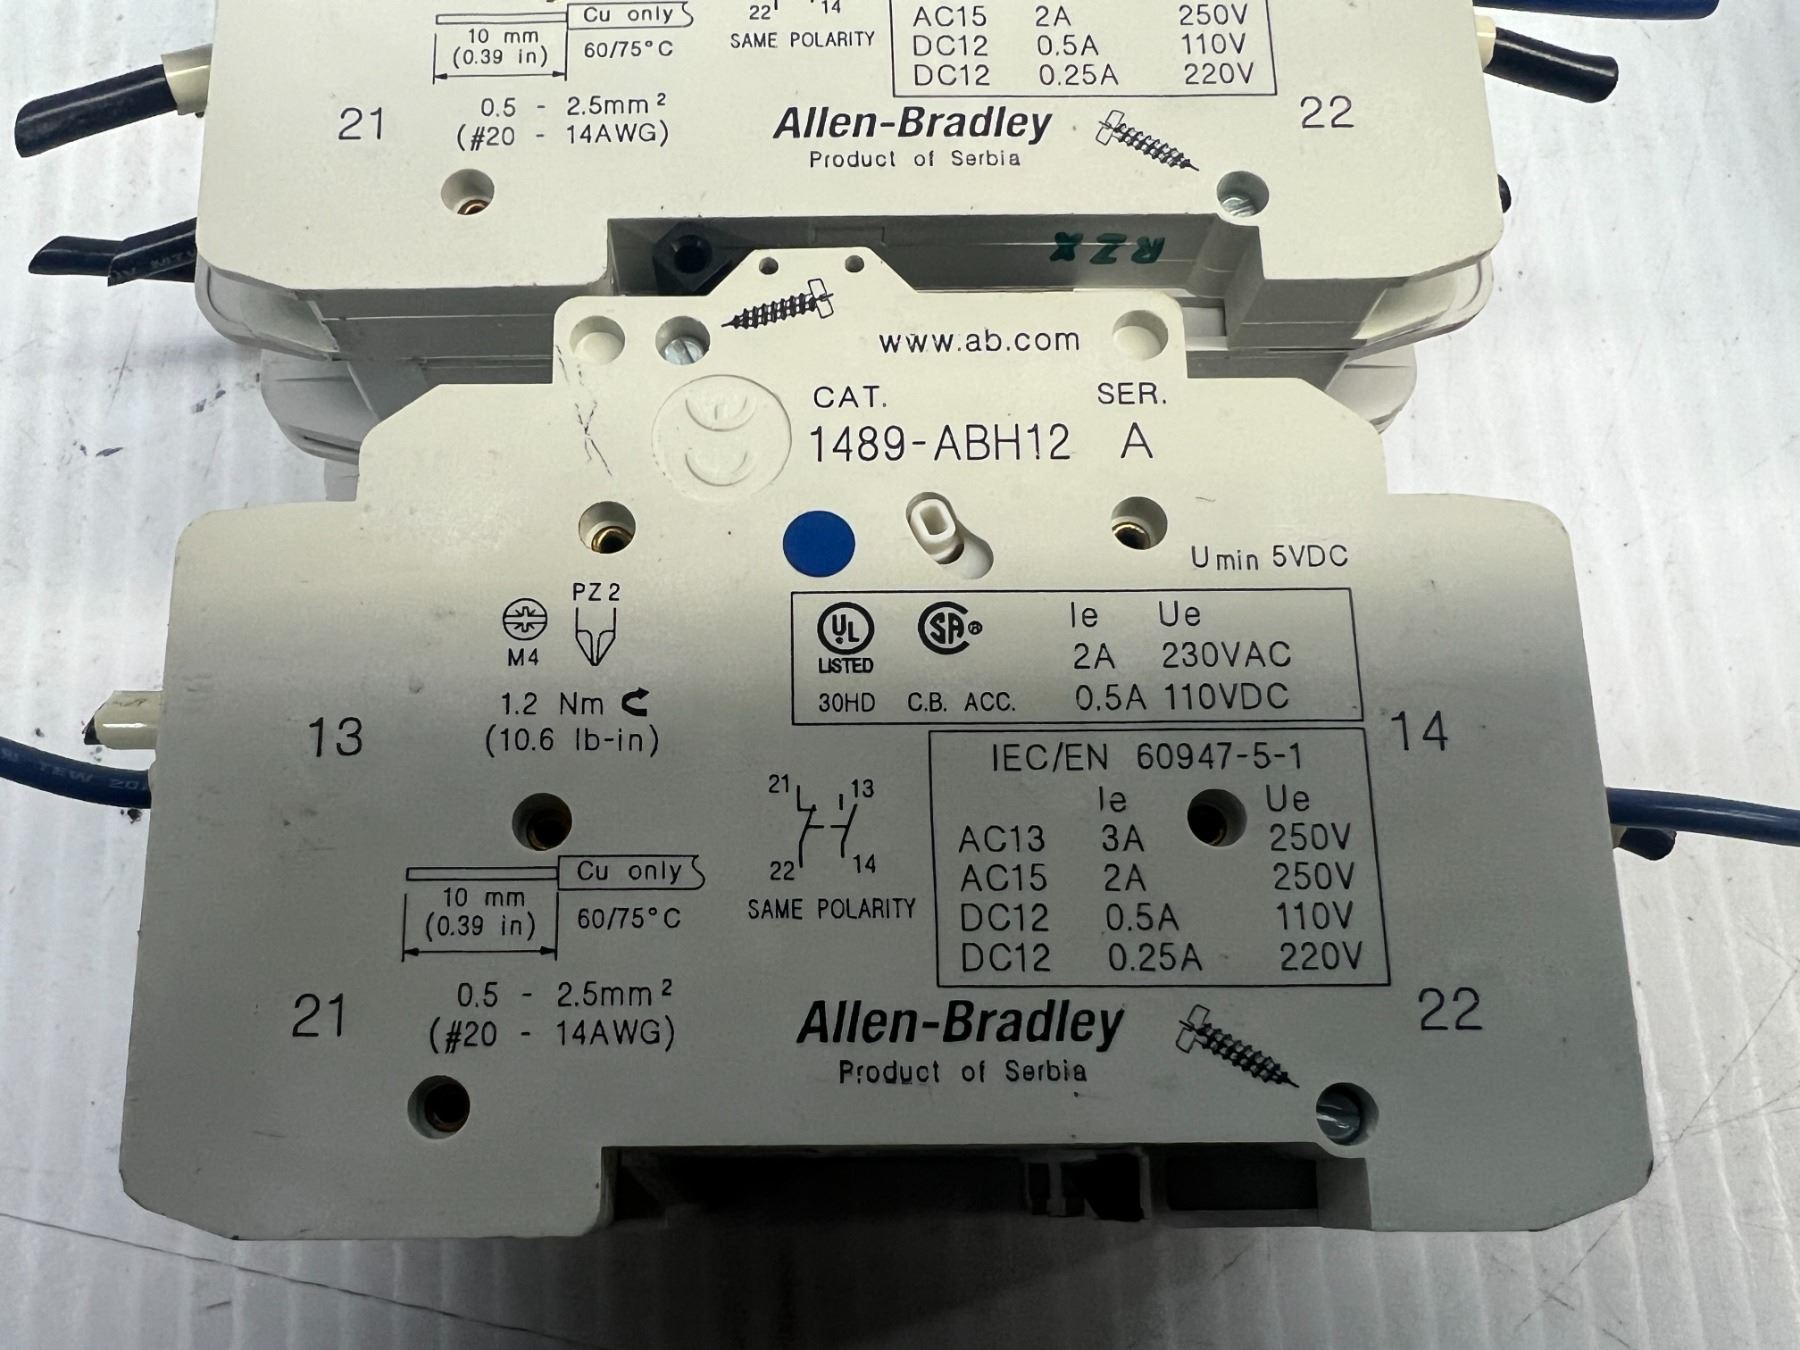 Cu only
22
14
AC15 2A 250V
10 mm
(0.39 in)
60/75°C
SAME POLARITY
DC12 0.5A 110V
DC12 0.25A 220V
21
0.5 - 2.5mm²
(#20 - 14AWG)
Allen-Bradley
Product of Serbia
22
RZX
www.ab.com
CAT. SER.
1489-ABH12 A
Umin 5VDC
PZ 2
M4
1.2 Nm
(10.6 lb-in)
13
14
UL
LISTED
30HD
SA®
C.B. ACC.
Ie Ue
2A 230VAC
0.5A 110VDC
IEC/EN 60947-5-1
Ie Ue
AC13 3A 250V
AC15 2A 250V
DC12 0.5A 110V
DC12 0.25A 220V
TEW 20
21 13
22 14
SAME POLARITY
Cu only
10 mm
(0.39 in)
60/75°C
21
0.5 - 2.5mm²
(#20 - 14AWG)
22
Allen-Bradley
Product of Serbia